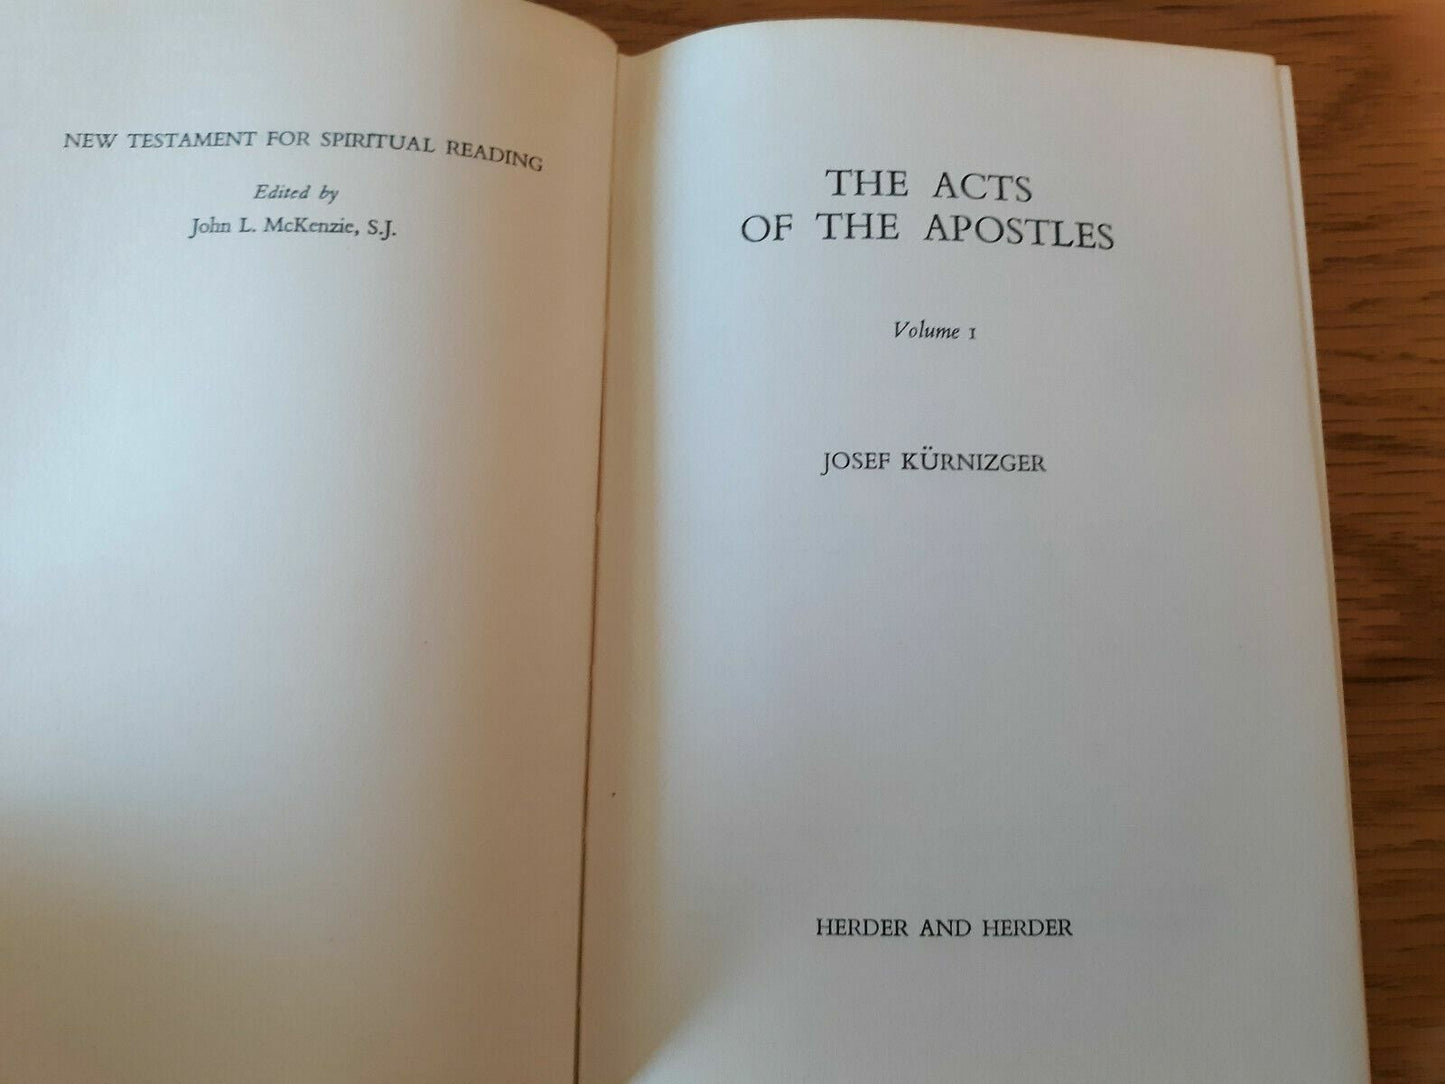 NEW TESTAMENT FOR SPIRITUAL READING
Edited by
John L. McKenzie, S.J.
THE ACTS
OF THE APOSTLES
Volume 1
JOSEF KÜRNIZGER
HERDER AND HERDER